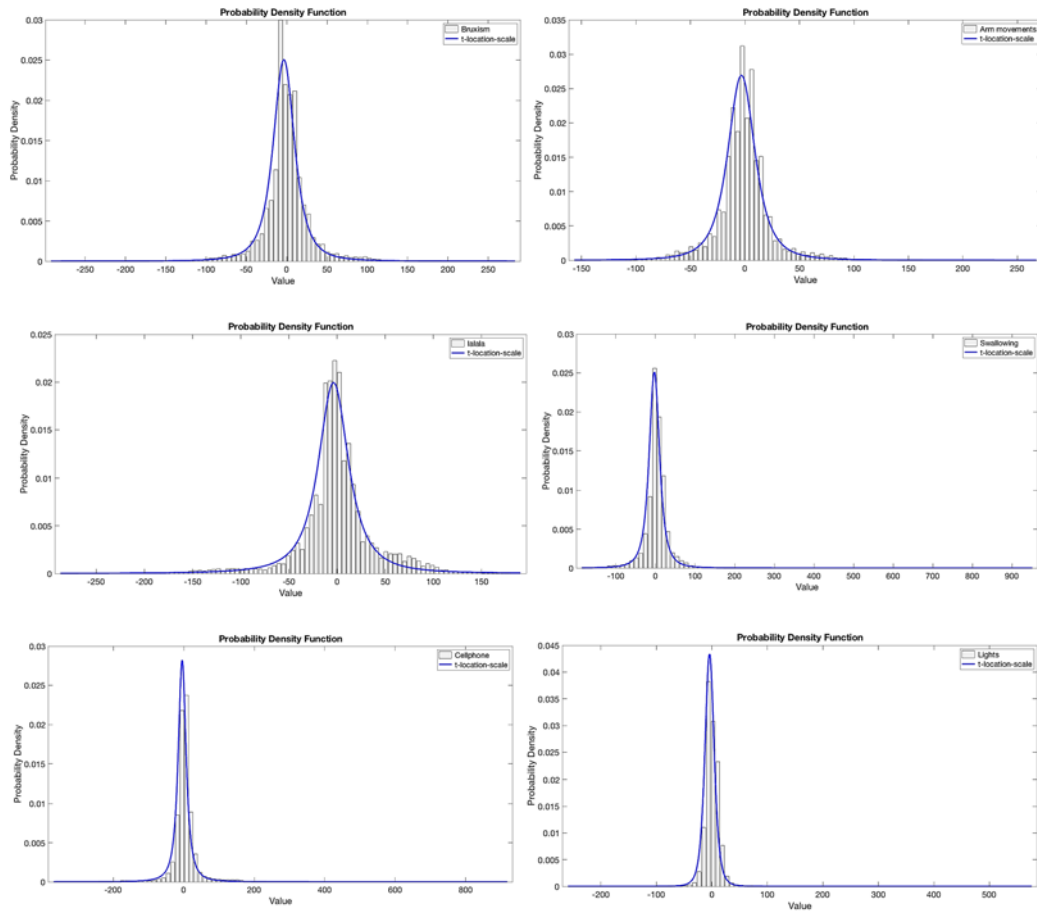 Probability Density Function
Bruxism
t-location-scale
0.03
0.025
0.02
0.015
0.01
0.005
0
Probability Density
-250 -200 -150 -100 -50 0 50 100 150 200 250
Value
Probability Density Function
Arm movements
t-location-scale
0.035
0.03
0.025
0.02
0.015
0.01
0.005
0
Probability Density
-150 -100 -50 0 50 100 150 200 250
Value
Probability Density Function
lalala
t-location-scale
0.025
0.02
0.015
0.01
0.005
0
Probability Density
-250 -200 -150 -100 -50 0 50 100 150
Value
Probability Density Function
Swallowing
t-location-scale
0.03
0.025
0.02
0.015
0.01
0.005
0
Probability Density
-100 0 100 200 300 400 500 600 700 800 900
Value
Probability Density Function
Cellphone
t-location-scale
0.03
0.025
0.02
0.015
0.01
0.005
0
Probability Density
-200 0 200 400 600 800
Value
Probability Density Function
Lights
t-location-scale
0.045
0.04
0.035
0.03
0.025
0.02
0.015
0.01
0.005
0
Probability Density
-200 -100 0 100 200 300 400 500
Value